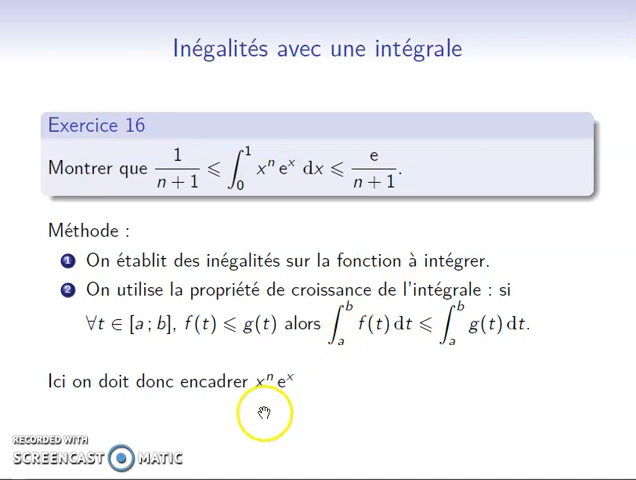 Inégalités avec une intégrale
Exercice 16
Montrer que 1/(n + 1) ⩽ ∫₀¹ xⁿ eˣ dx ⩽ e/(n + 1).
Méthode :
1 On établit des inégalités sur la fonction à intégrer.
2 On utilise la propriété de croissance de l'intégrale : si
∀t ∈ [a ; b], f(t) ⩽ g(t) alors ∫ₐᵇ f(t) dt ⩽ ∫ₐᵇ g(t) dt.
Ici on doit donc encadrer xⁿ eˣ
RECORDED WITH
SCREENCAST MATIC